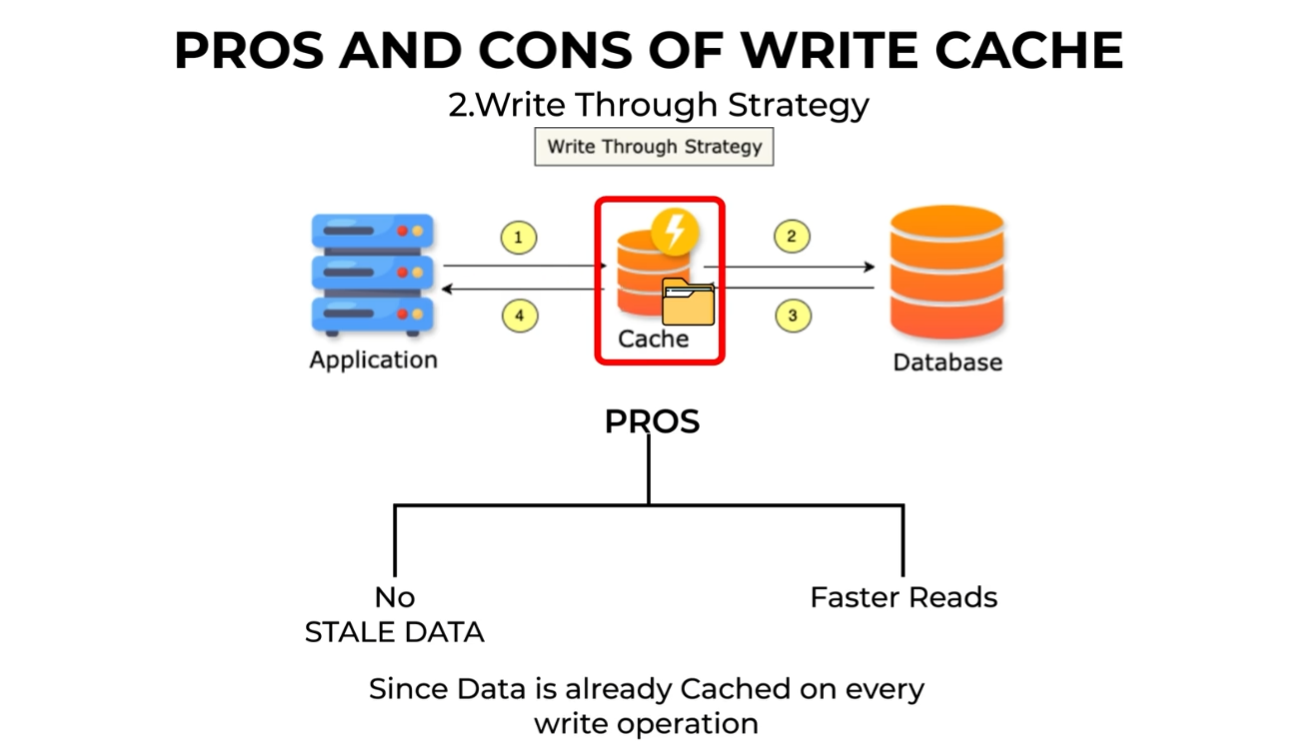 PROS AND CONS OF WRITE CACHE
2.Write Through Strategy
Write Through Strategy
1
2
4
3
Cache
Application
Database
PROS
No
STALE DATA
Faster Reads
Since Data is already Cached on every
write operation